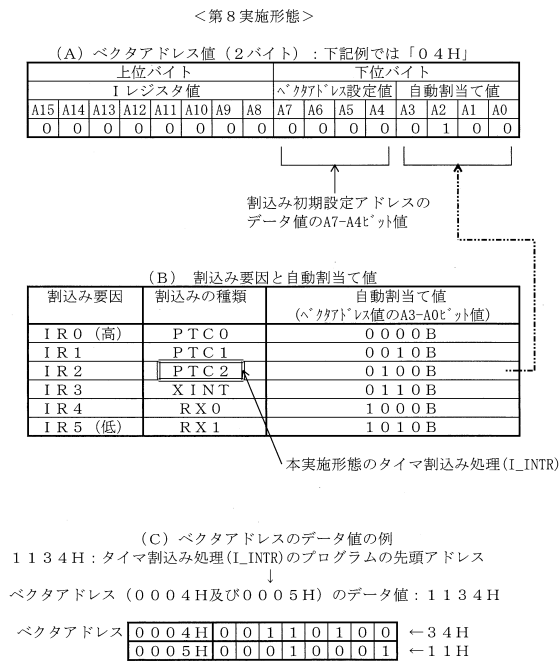 ＜第８実施形態＞
（Ａ）ベクタアドレス値（２バイト）：下記例では「０４Ｈ」
上位バイト 下位バイト
Ｉレジスタ値 ﾍﾞｸﾀｱﾄﾞﾚｽ設定値 自動割当て値
A15 A14 A13 A12 A11 A10 A9 A8 A7 A6 A5 A4 A3 A2 A1 A0
０ ０ ０ ０ ０ ０ ０ ０ ０ ０ ０ ０ ０ １ ０ ０
割込み初期設定アドレスの
データ値のA7-A4ﾋﾞｯﾄ値
（Ｂ） 割込み要因と自動割当て値
割込み要因 割込みの種類 自動割当て値
(ﾍﾞｸﾀｱﾄﾞﾚｽ値のA3-A0ﾋﾞｯﾄ値)
ＩＲ０（高） ＰＴＣ０ ００００Ｂ
ＩＲ１ ＰＴＣ１ ００１０Ｂ
ＩＲ２ ＰＴＣ２ ０１００Ｂ
ＩＲ３ ＸＩＮＴ ０１１０Ｂ
ＩＲ４ ＲＸ０ １０００Ｂ
ＩＲ５（低） ＲＸ１ １０１０Ｂ
本実施形態のタイマ割込み処理(I_INTR)
（Ｃ）ベクタアドレスのデータ値の例
１１３４Ｈ：タイマ割込み処理(I_INTR)のプログラムの先頭アドレス
↓
ベクタアドレス（０００４Ｈ及び０００５Ｈ）のデータ値：１１３４Ｈ
ベクタアドレス ０００４Ｈ ０ ０ １ １ ０ １ ０ ０ ←３４Ｈ
０００５Ｈ ０ ０ ０ １ ０ ０ ０ １ ←１１Ｈ